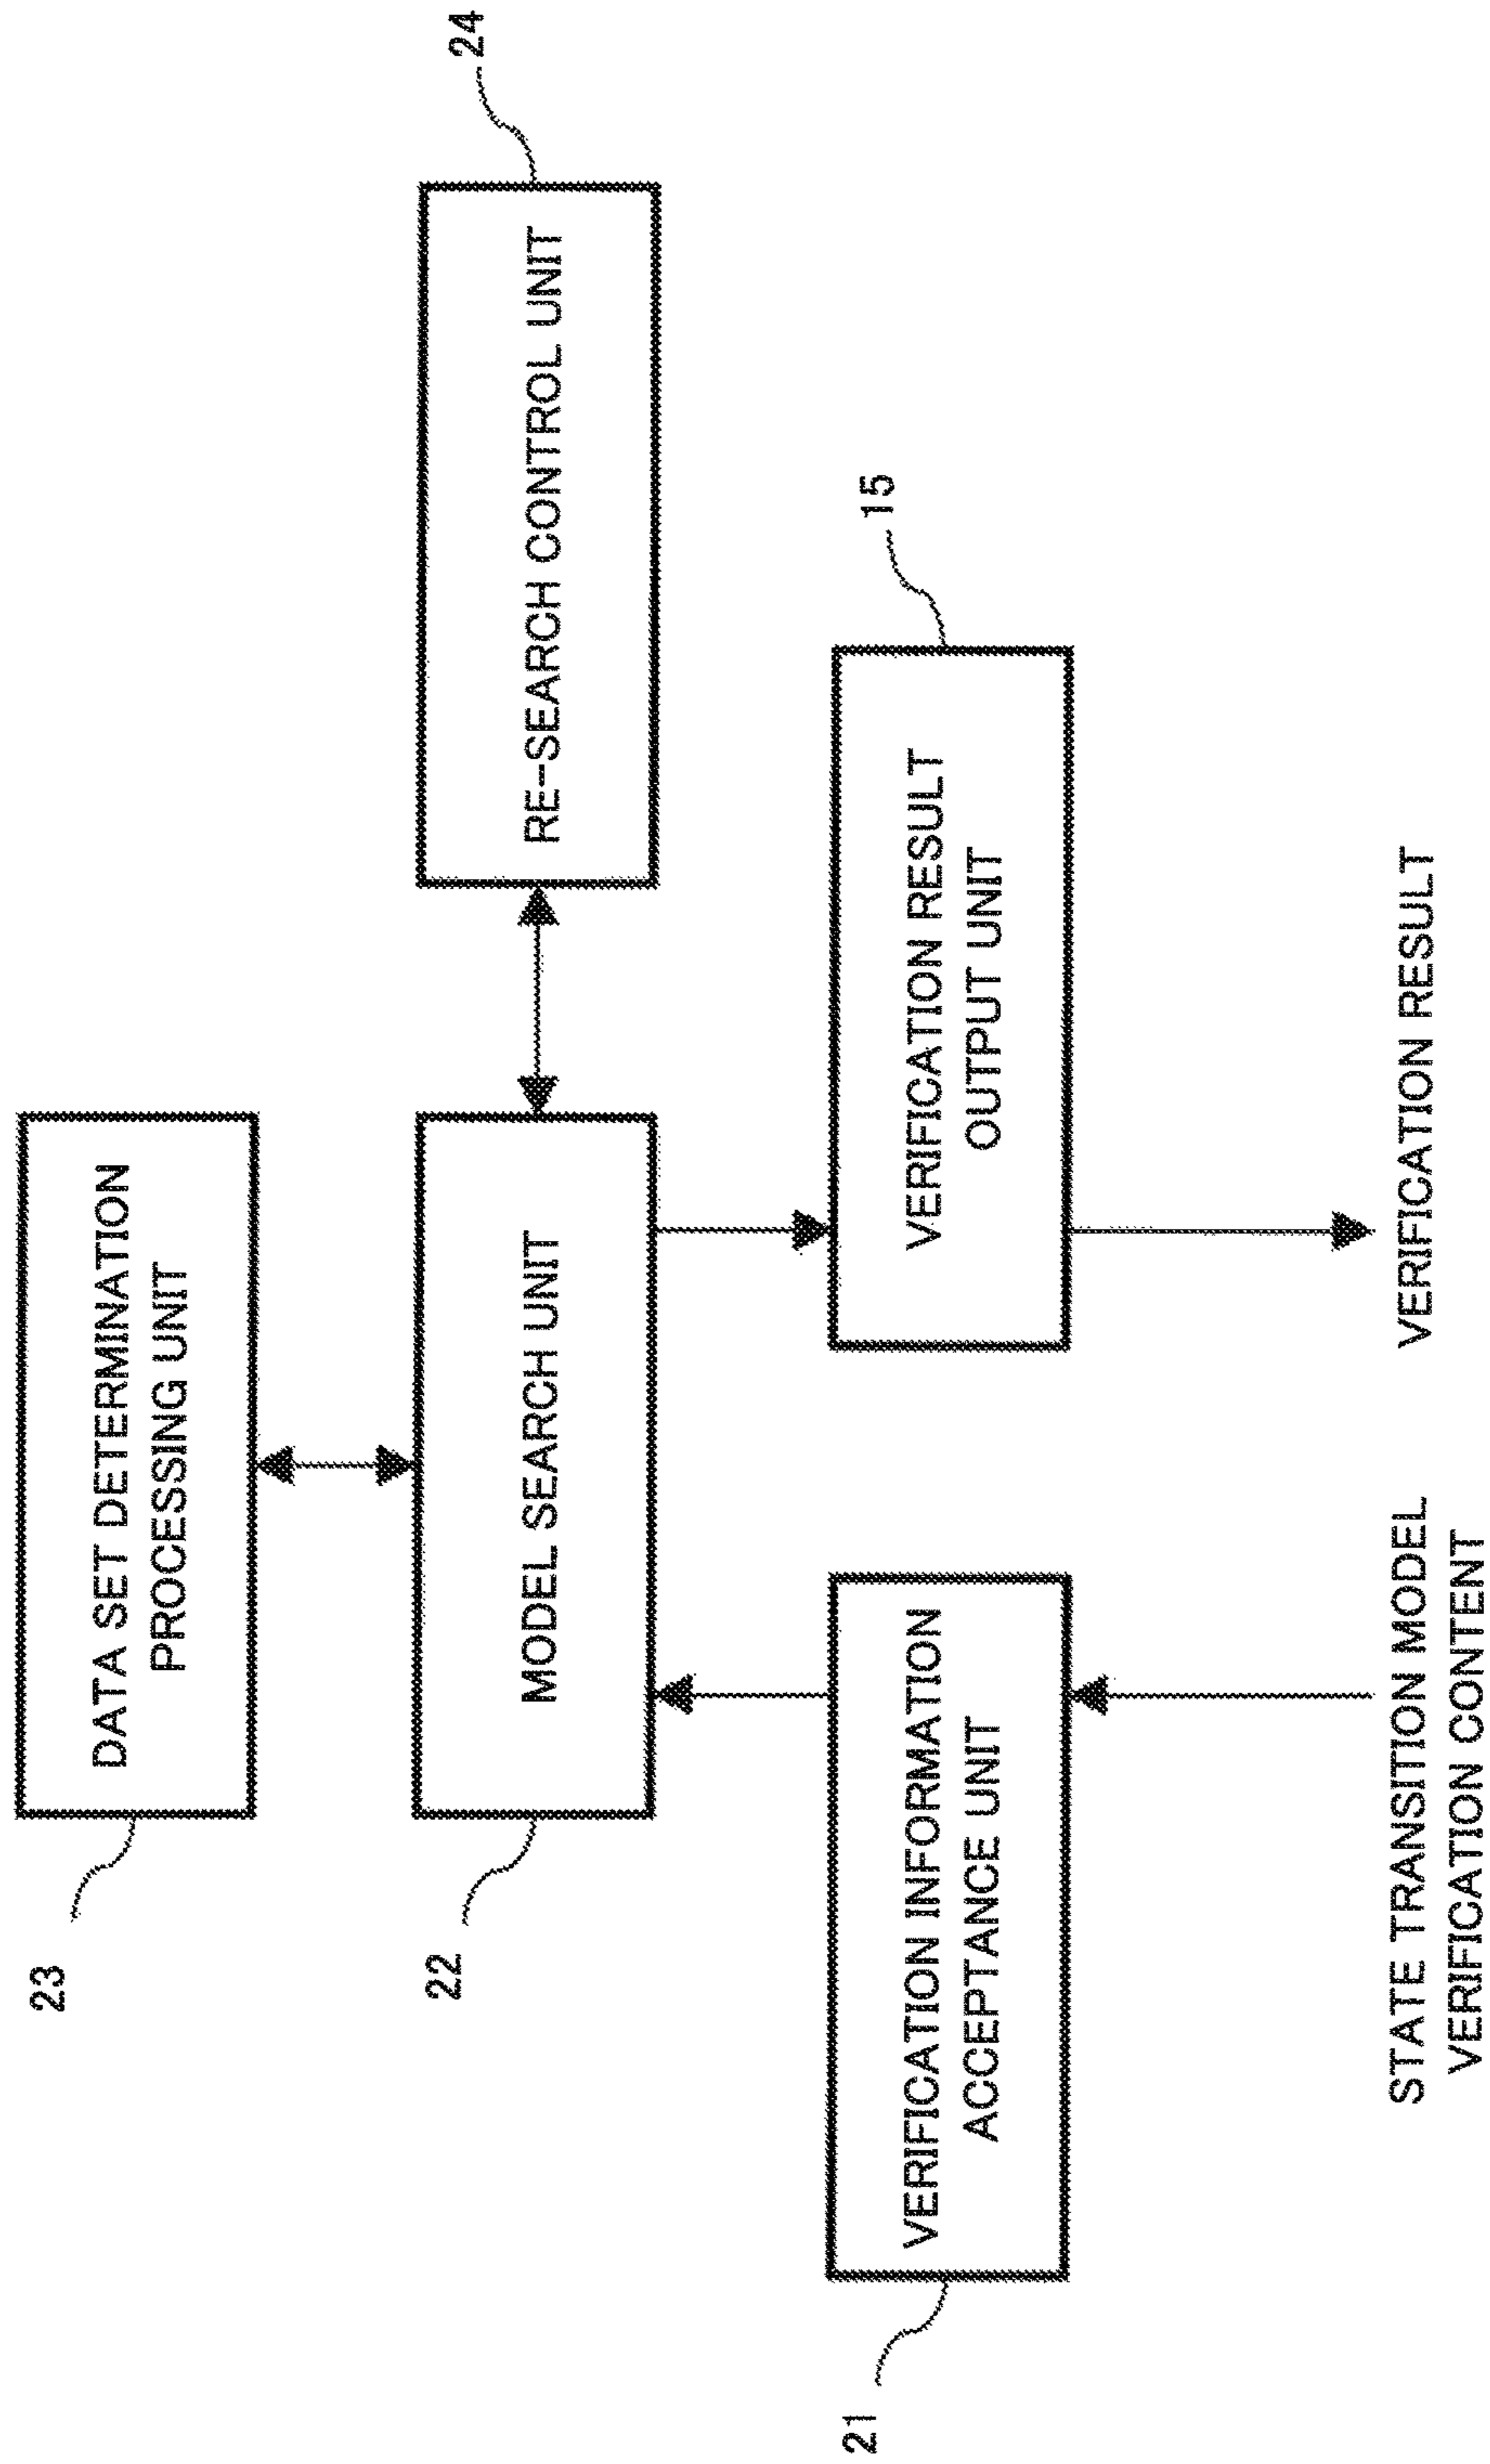 23
DATA SET DETERMINATION
PROCESSING UNIT
22
MODEL SEARCH UNIT
24
RE-SEARCH CONTROL UNIT
21
VERIFICATION INFORMATION
ACCEPTANCE UNIT
15
VERIFICATION RESULT
OUTPUT UNIT
STATE TRANSITION MODEL
VERIFICATION CONTENT
VERIFICATION RESULT